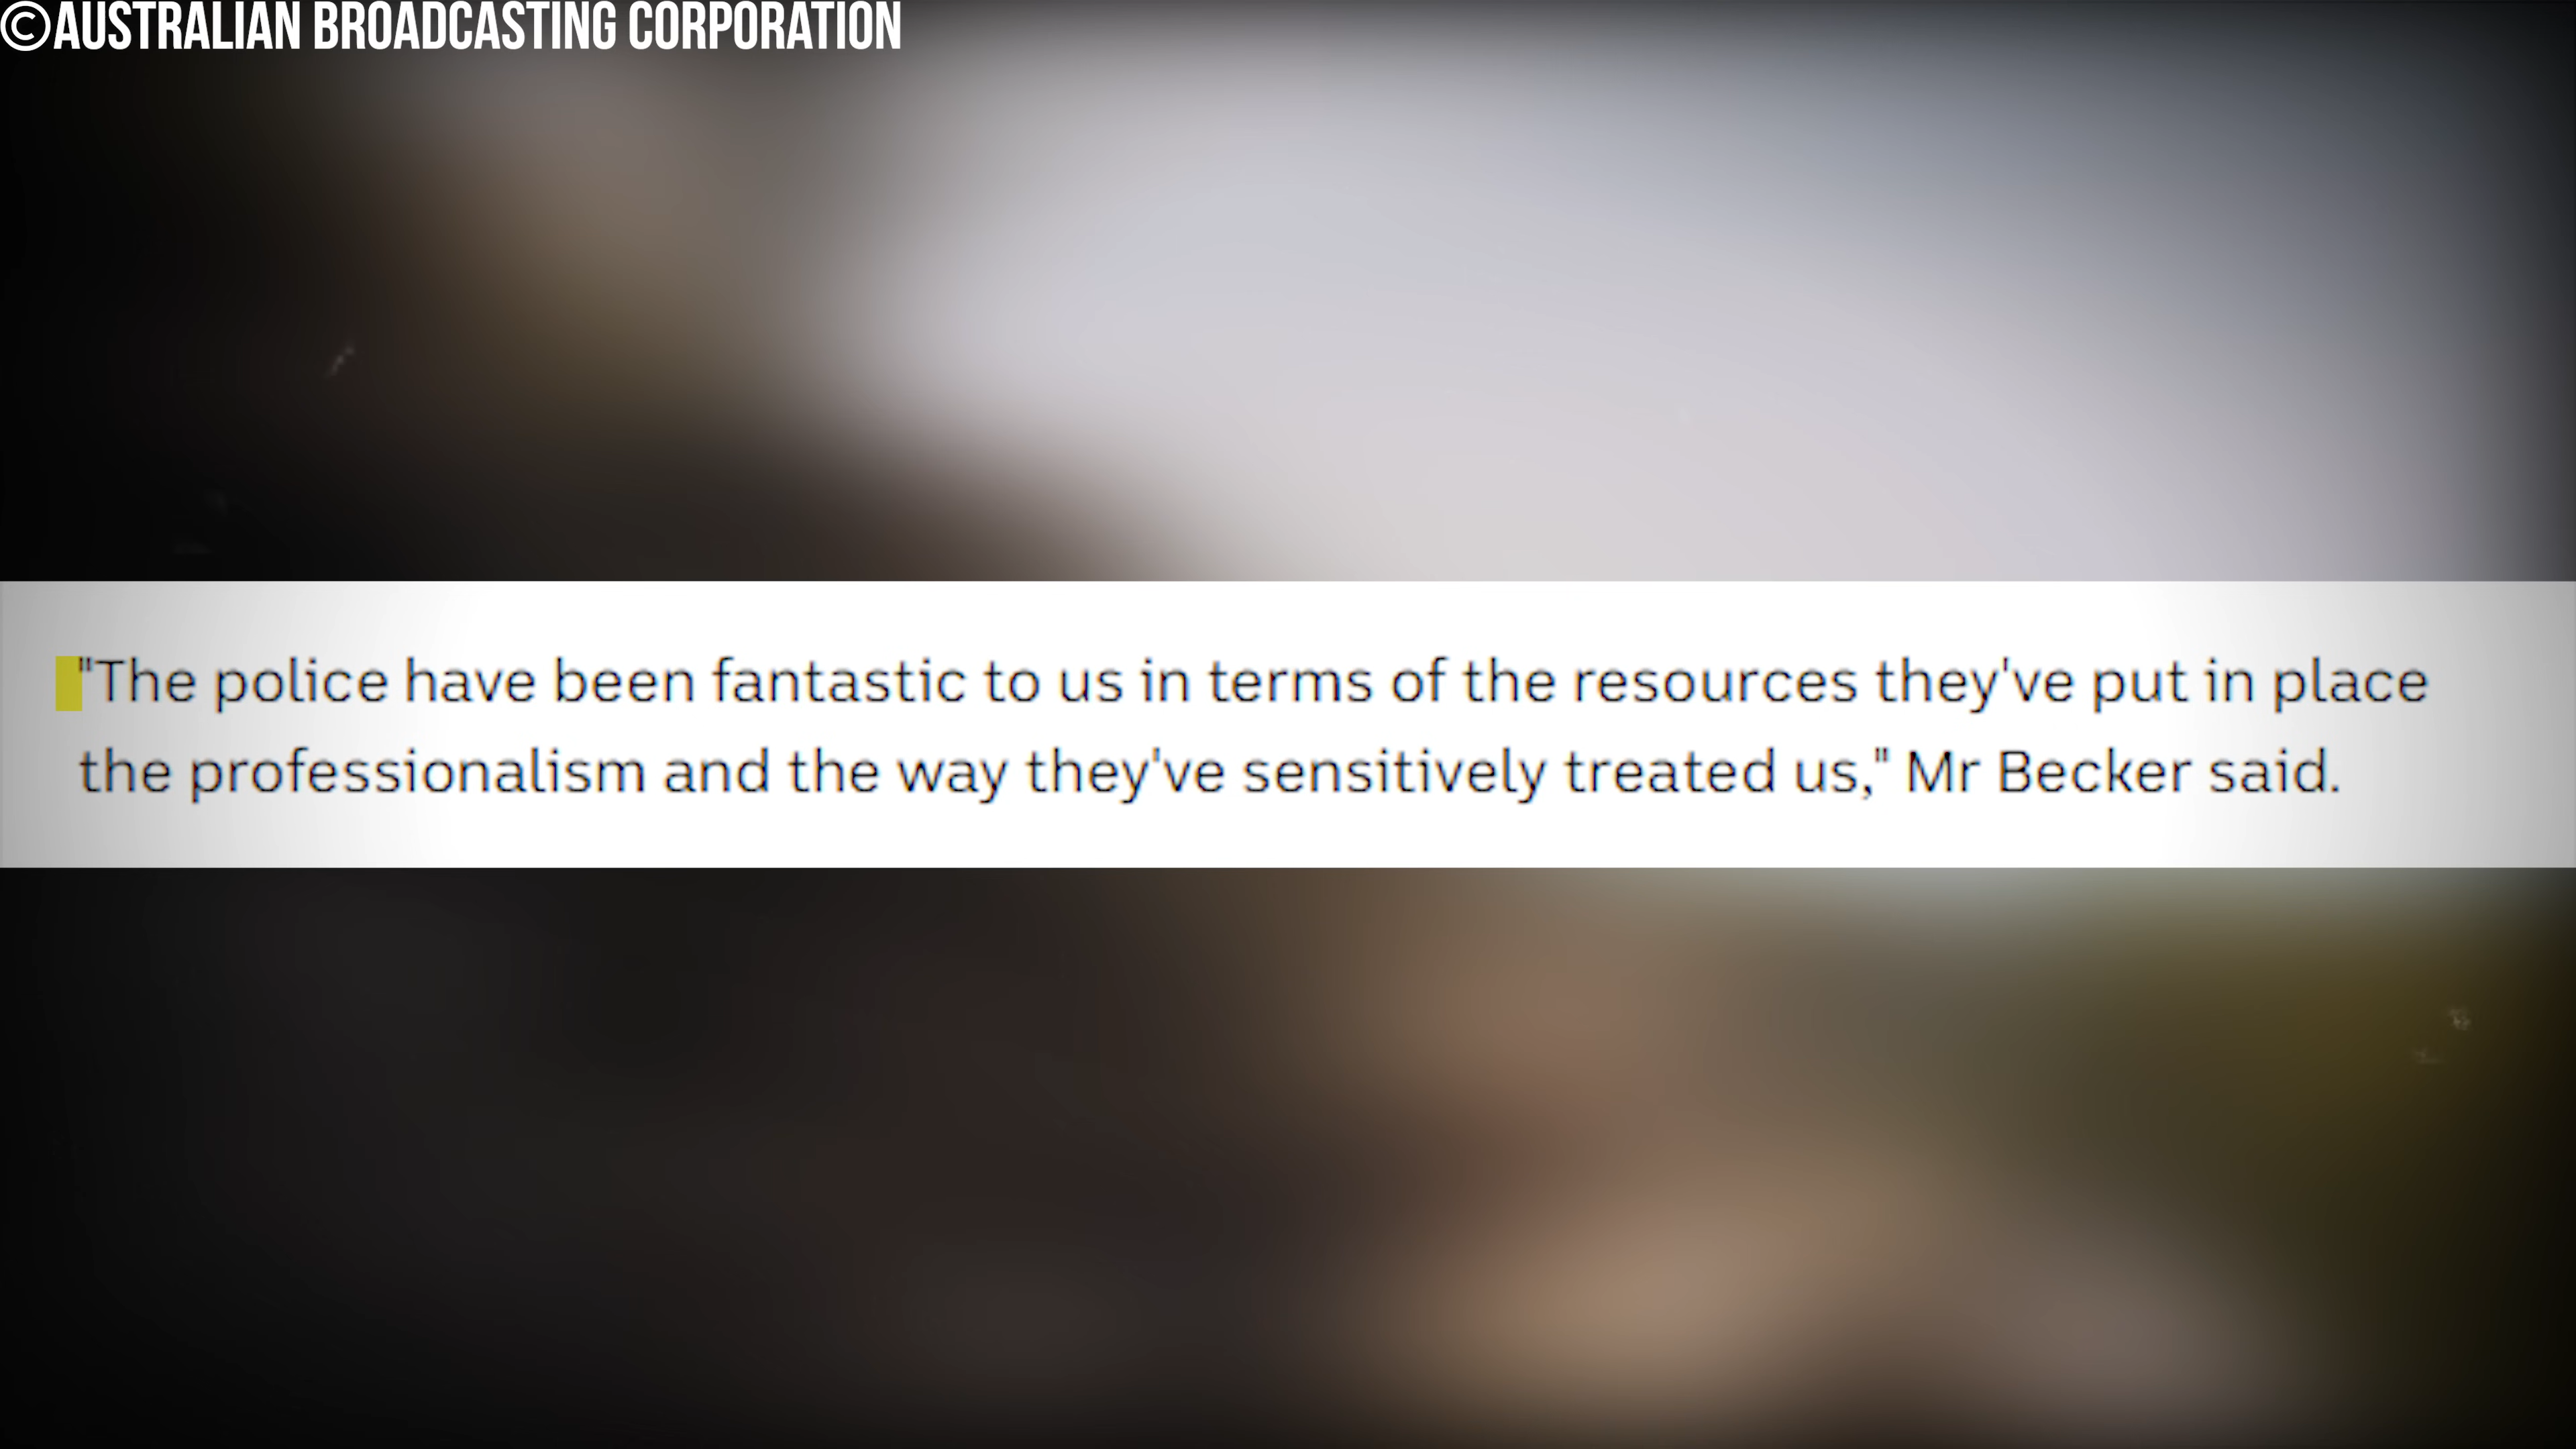 ©AUSTRALIAN BROADCASTING CORPORATION
"The police have been fantastic to us in terms of the resources they've put in place
the professionalism and the way they've sensitively treated us," Mr Becker said.